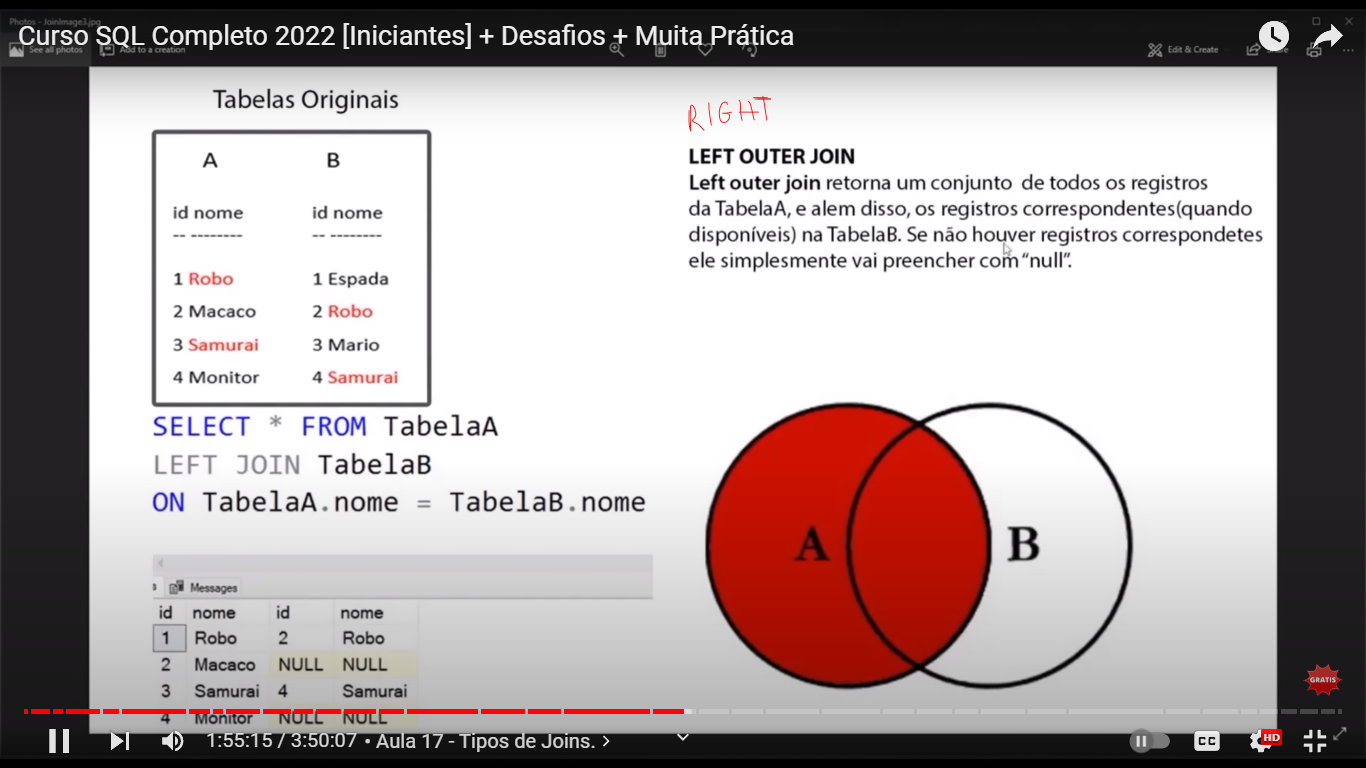 Photos - JoinImage3.jpg
Curso SQL Completo 2022 [Iniciantes] + Desafios + Muita Prática
See all photos
Add to a creation
Edit & Create
Tabelas Originais
A B
id nome id nome
-- -------- -- --------
1 Robo 1 Espada
2 Macaco 2 Robo
3 Samurai 3 Mario
4 Monitor 4 Samurai
SELECT * FROM TabelaA
LEFT JOIN TabelaB
ON TabelaA.nome = TabelaB.nome
Messages
id nome id nome
1 Robo 2 Robo
2 Macaco NULL NULL
3 Samurai 4 Samurai
4 Monitor NULL NULL
RIGHT
LEFT OUTER JOIN
Left outer join retorna um conjunto de todos os registros
da TabelaA, e alem disso, os registros correspondentes(quando
disponíveis) na TabelaB. Se não houver registros correspondetes
ele simplesmente vai preencher com “null”.
A B
GRATIS
1:55:15 / 3:50:07 • Aula 17 - Tipos de Joins. >
CC
HD